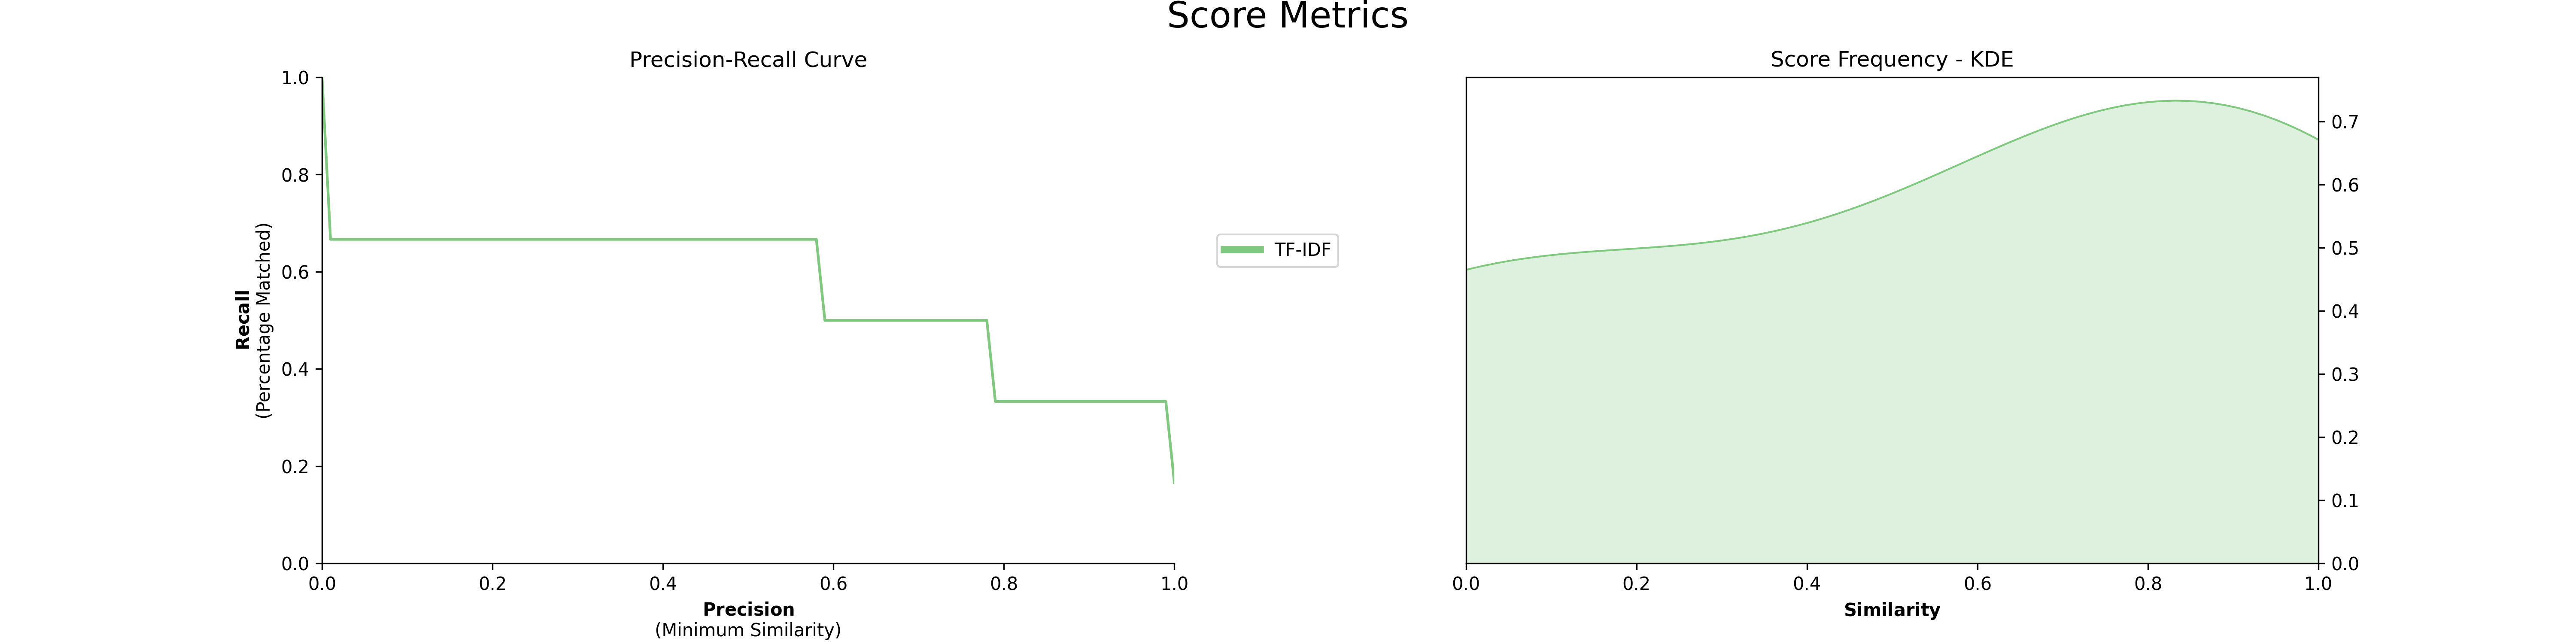 Score Metrics
Precision-Recall Curve
1.0
0.8
0.6
0.4
0.2
0.0
Recall
(Percentage Matched)
0.0 0.2 0.4 0.6 0.8 1.0
Precision
(Minimum Similarity)
TF-IDF
Score Frequency - KDE
0.7
0.6
0.5
0.4
0.3
0.2
0.1
0.0
0.0 0.2 0.4 0.6 0.8 1.0
Similarity